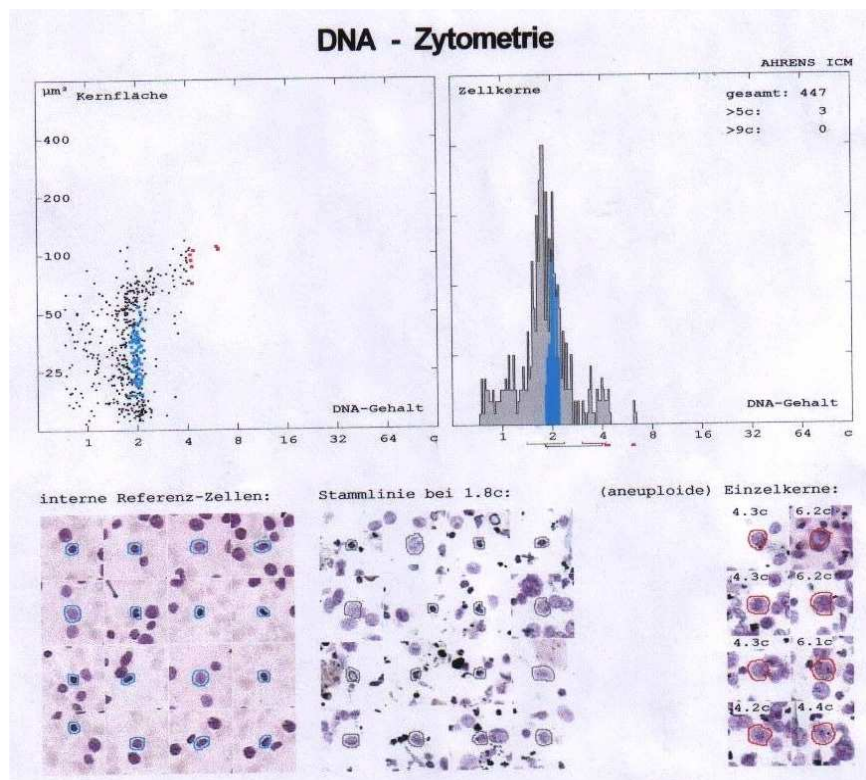 DNA - Zytometrie
AHRENS ICM
µm²
Kernfläche
400
200
100
50
25
DNA-Gehalt
1 2 4 8 16 32 64 c
Zellkerne
gesamt: 447
>5c: 3
>9c: 0
DNA-Gehalt
1 2 4 8 16 32 64 c
interne Referenz-Zellen:
Stammlinie bei 1.8c:
(aneuploide) Einzelkerne:
4.3c 6.2c
4.3c 6.2c
4.3c 6.1c
4.2c 4.4c